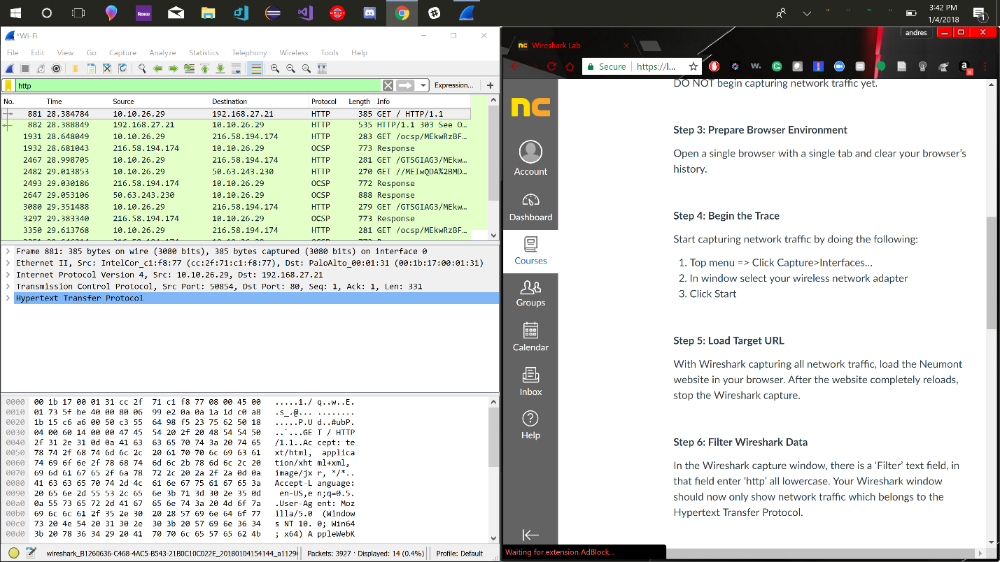 Roku
3:42 PM
1/4/2018
1
*Wi-Fi
File Edit View Go Capture Analyze Statistics Telephony Wireless Tools Help
http
Expression... +
No. Time Source Destination Protocol Length Info
881 28.384784 10.10.26.29 192.168.27.21 HTTP 385 GET / HTTP/1.1
882 28.388849 192.168.27.21 10.10.26.29 HTTP 535 HTTP/1.1 303 See O…
1931 28.648049 10.10.26.29 216.58.194.174 HTTP 283 GET /ocsp/MEkwRzBF…
1932 28.681043 216.58.194.174 10.10.26.29 OCSP 773 Response
2467 28.998705 10.10.26.29 216.58.194.174 HTTP 281 GET /GTSGIAG3/MEkw…
2482 29.013853 10.10.26.29 50.63.243.230 HTTP 270 GET //MEIwQDA%2BMD…
2493 29.030186 216.58.194.174 10.10.26.29 OCSP 772 Response
2647 29.053106 50.63.243.230 10.10.26.29 OCSP 888 Response
3080 29.351488 10.10.26.29 216.58.194.174 HTTP 279 GET /GTSGIAG3/MEkw…
3297 29.383340 216.58.194.174 10.10.26.29 OCSP 773 Response
3350 29.613768 10.10.26.29 216.58.194.174 HTTP 281 GET /ocsp/MEkwRzBF…
Frame 881: 385 bytes on wire (3080 bits), 385 bytes captured (3080 bits) on interface 0
Ethernet II, Src: IntelCor_c1:f8:77 (cc:2f:71:c1:f8:77), Dst: PaloAlto_00:01:31 (00:1b:17:00:01:31)
Internet Protocol Version 4, Src: 10.10.26.29, Dst: 192.168.27.21
Transmission Control Protocol, Src Port: 50854, Dst Port: 80, Seq: 1, Ack: 1, Len: 331
Hypertext Transfer Protocol
0000 00 1b 17 00 01 31 cc 2f 71 c1 f8 77 08 00 45 00 .....1./ q..w..E.
0010 01 73 5f be 40 00 80 06 99 e2 0a 0a 1a 1d c0 a8 .s_.@... ........
0020 1b 15 c6 a6 00 50 c3 55 64 98 f5 23 75 62 50 18 .....P.U d..#ubP.
0030 04 00 60 14 00 00 47 45 54 20 2f 20 48 54 54 50 ..`...GE T / HTTP
0040 2f 31 2e 31 0d 0a 41 63 63 65 70 74 3a 20 74 65 /1.1..Ac cept: te
0050 78 74 2f 68 74 6d 6c 2c 20 61 70 70 6c 69 63 61 xt/html, applica
0060 74 69 6f 6e 2f 78 68 74 6d 6c 2b 78 6d 6c 2c 20 tion/xht ml+xml,
0070 69 6d 61 67 65 2f 6a 78 72 2c 20 2a 2f 2a 0d 0a image/jx r, */*..
0080 41 63 63 65 70 74 2d 4c 61 6e 67 75 61 67 65 3a Accept-L anguage:
0090 20 65 6e 2d 55 53 2c 65 6e 3b 71 3d 30 2e 35 0d en-US,e n;q=0.5.
00a0 0a 55 73 65 72 2d 41 67 65 6e 74 3a 20 4d 6f 7a .User-Ag ent: Moz
00b0 69 6c 6c 61 2f 35 2e 30 20 28 57 69 6e 64 6f 77 illa/5.0 (Window
00c0 73 20 4e 54 20 31 30 2e 30 3b 20 57 69 6e 36 34 s NT 10. 0; Win64
00d0 3b 20 78 36 34 29 20 41 70 70 6c 65 57 65 62 4b ; x64) A ppleWebK
wireshark_B1260636-C468-4AC5-B543-21B0C10C022E_20180104154144_a1129
Packets: 3927 · Displayed: 14 (0.4%)
Profile: Default
andres
nc Wireshark Lab
Secure https://l...
w.
8
nc
Account
Dashboard
Courses
Groups
Calendar
Inbox
Help
DO NOT begin capturing network traffic yet.
Step 3: Prepare Browser Environment
Open a single browser with a single tab and clear your browser's
history.
Step 4: Begin the Trace
Start capturing network traffic by doing the following:
1. Top menu => Click Capture>Interfaces...
2. In window select your wireless network adapter
3. Click Start
Step 5: Load Target URL
With Wireshark capturing all network traffic, load the Neumont
website in your browser. After the website completely reloads,
stop the Wireshark capture.
Step 6: Filter Wireshark Data
In the Wireshark capture window, there is a 'Filter' text field, in
that field enter 'http' all lowercase. Your Wireshark window
should now only show network traffic which belongs to the
Hypertext Transfer Protocol.
Waiting for extension AdBlock...